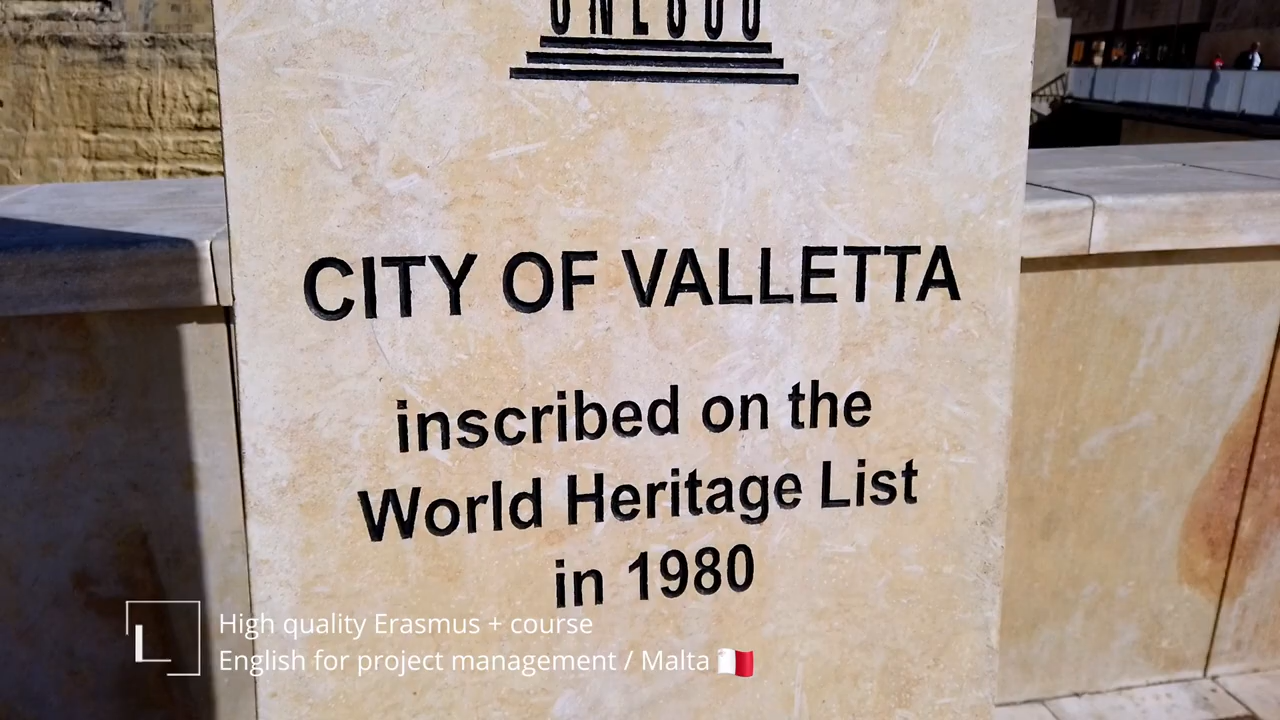 UNESCO
CITY OF VALLETTA
inscribed on the
World Heritage List
in 1980
L
High quality Erasmus + course
English for project management / Malta 🇲🇹